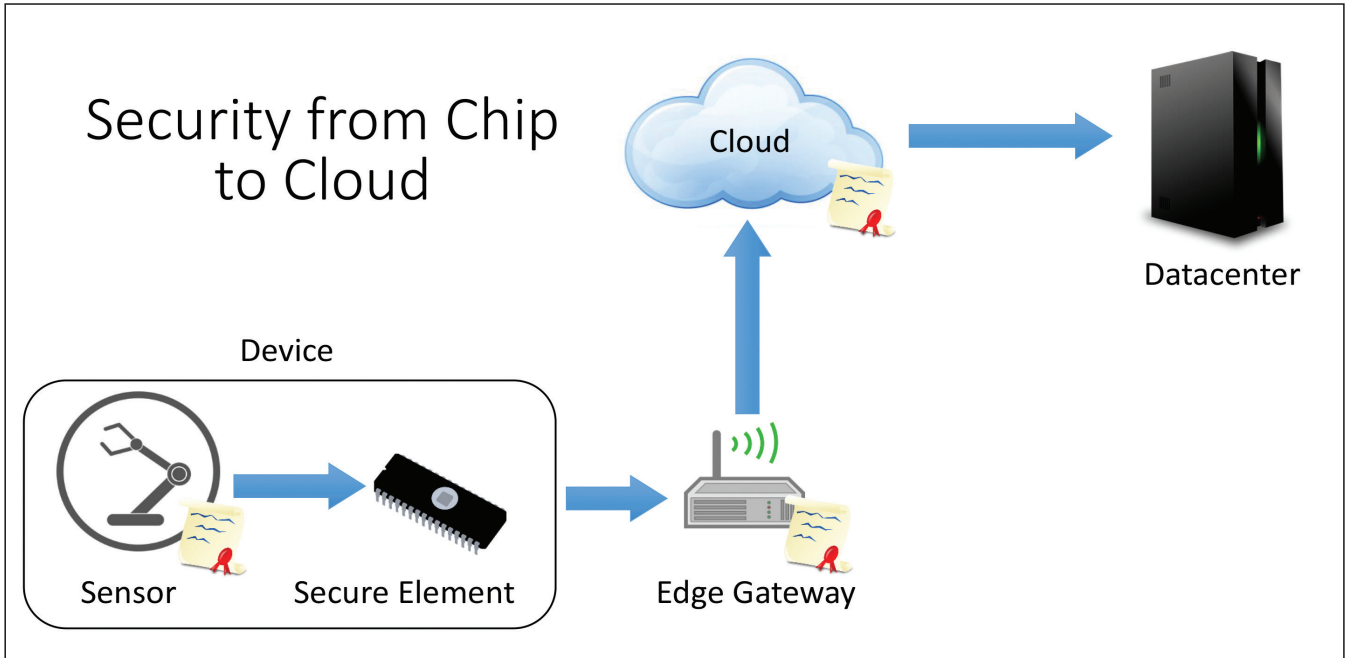 Security from Chip
to Cloud
Cloud
Datacenter
Device
Sensor
Secure Element
Edge Gateway